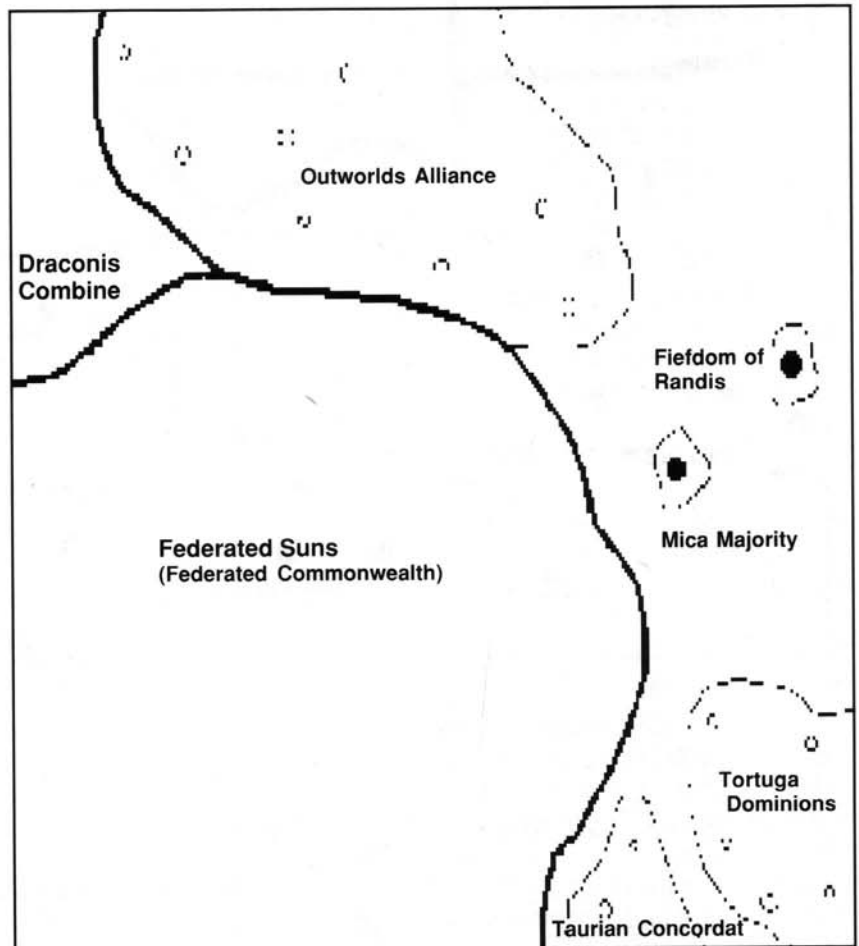 Outworlds Alliance
Draconis
Combine
Fiefdom of
Randis
Federated Suns
(Federated Commonwealth)
Mica Majority
Tortuga
Dominions
Taurian Concordat